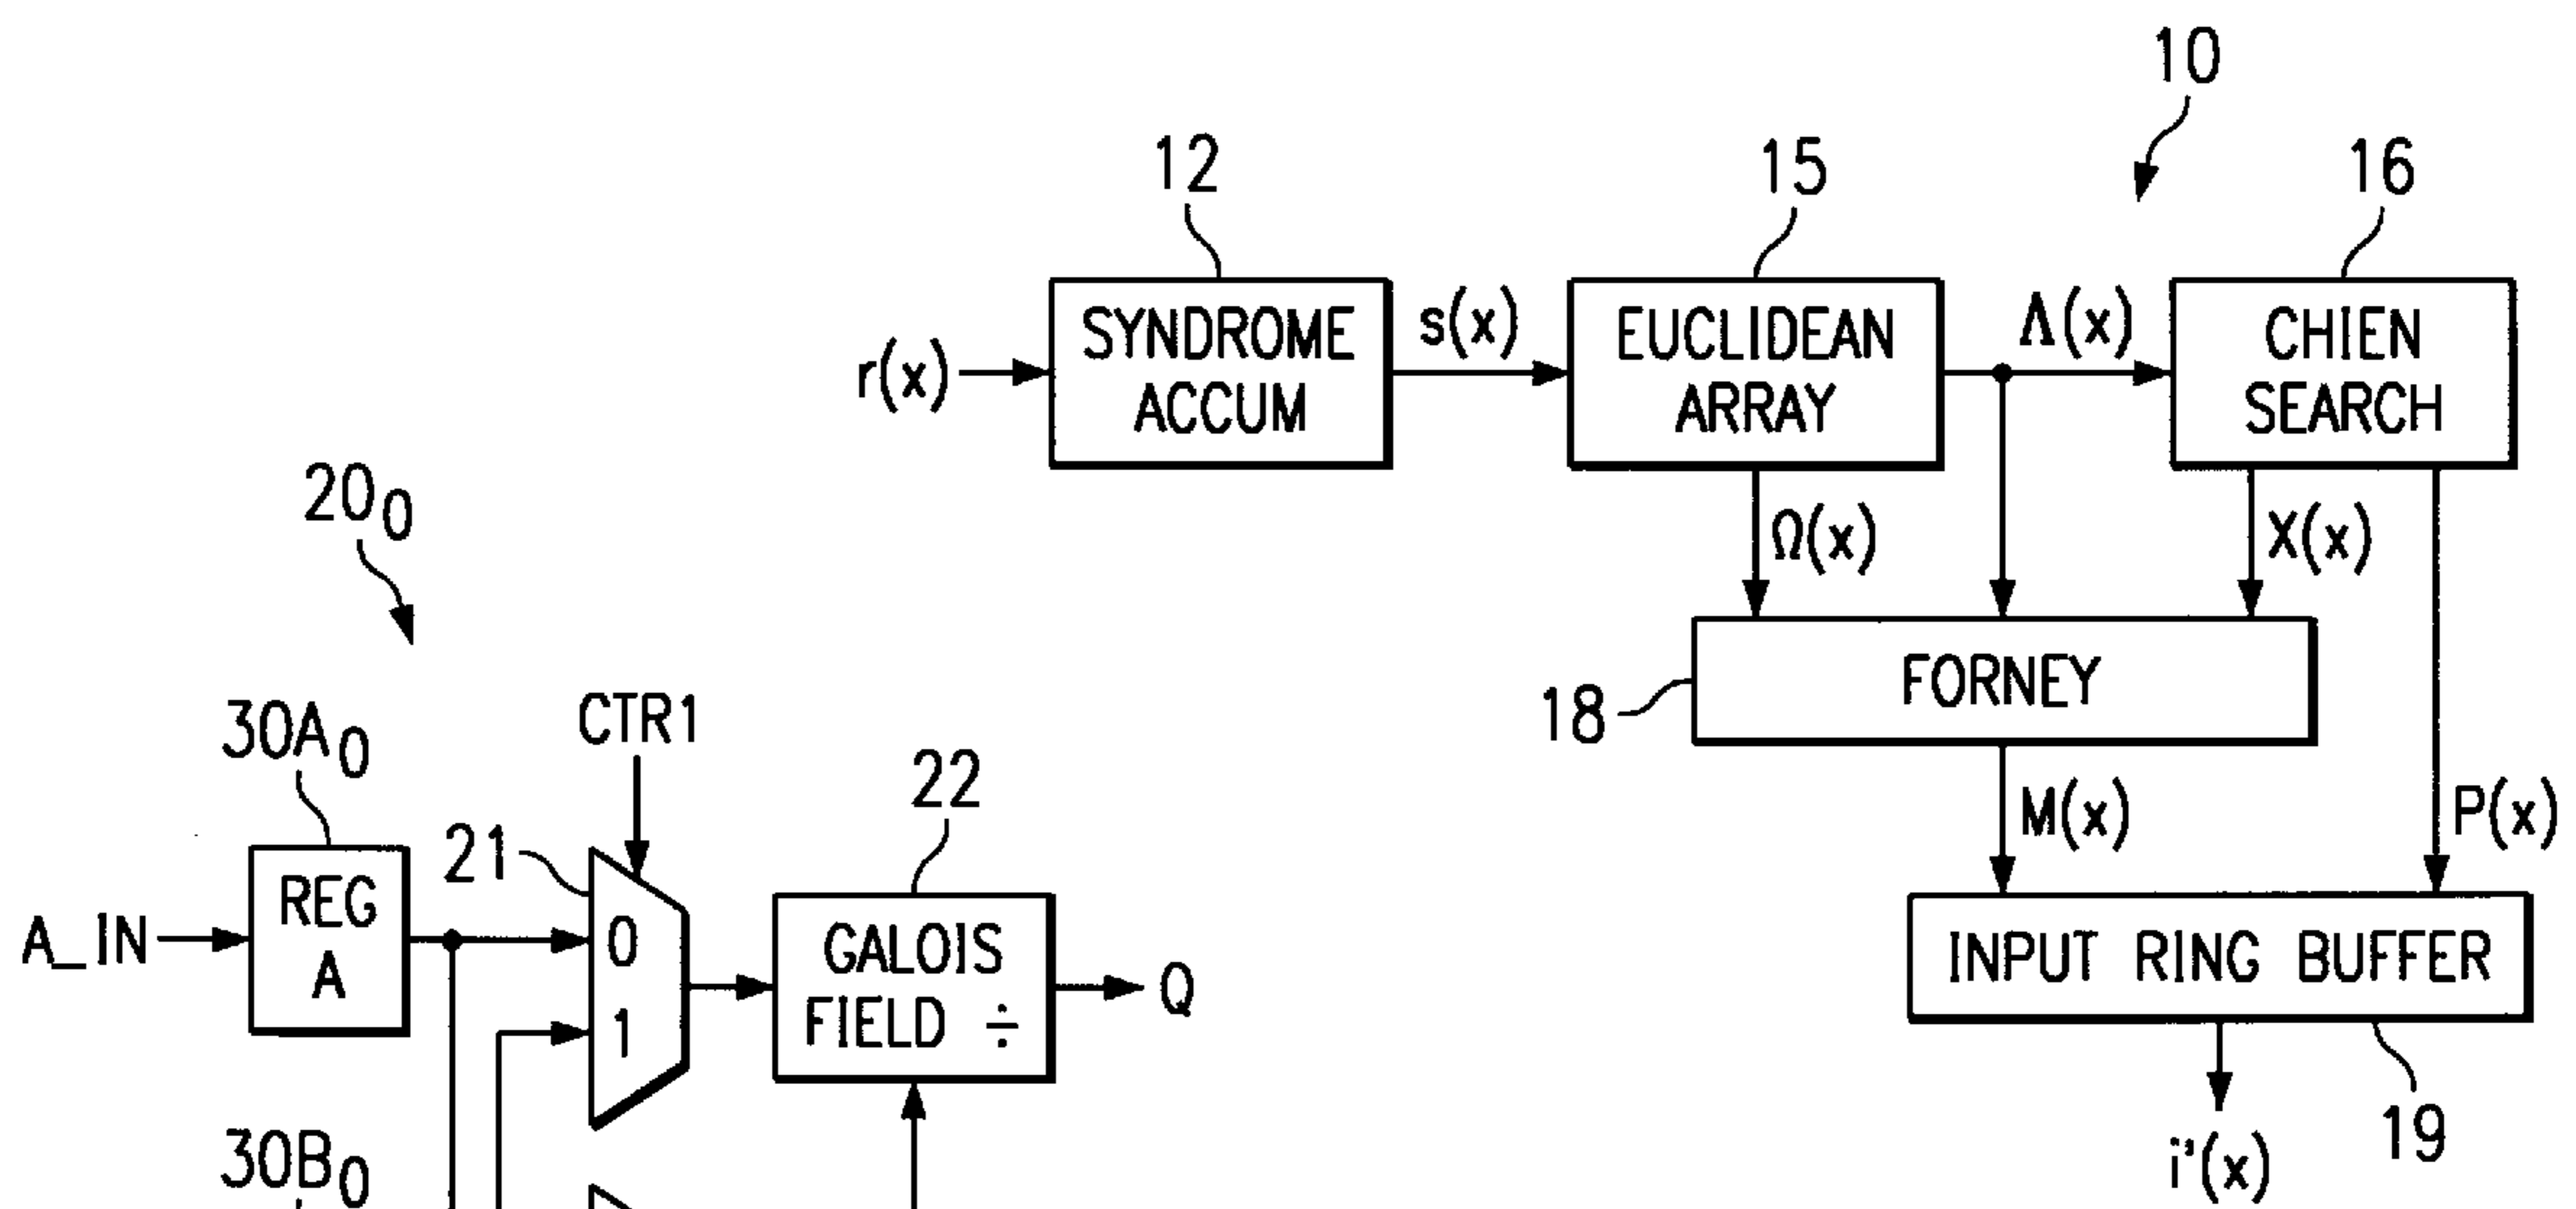 10
12
15
16
SYNDROME
ACCUM
EUCLIDEAN
ARRAY
CHIEN
SEARCH
r(x)
s(x)
Λ(x)
Ω(x)
X(x)
18
FORNEY
M(x)
P(x)
INPUT RING BUFFER
19
i'(x)
20₀
30A₀
CTR1
21
22
A_IN
REG
A
0
1
GALOIS
FIELD ÷
Q
30B₀